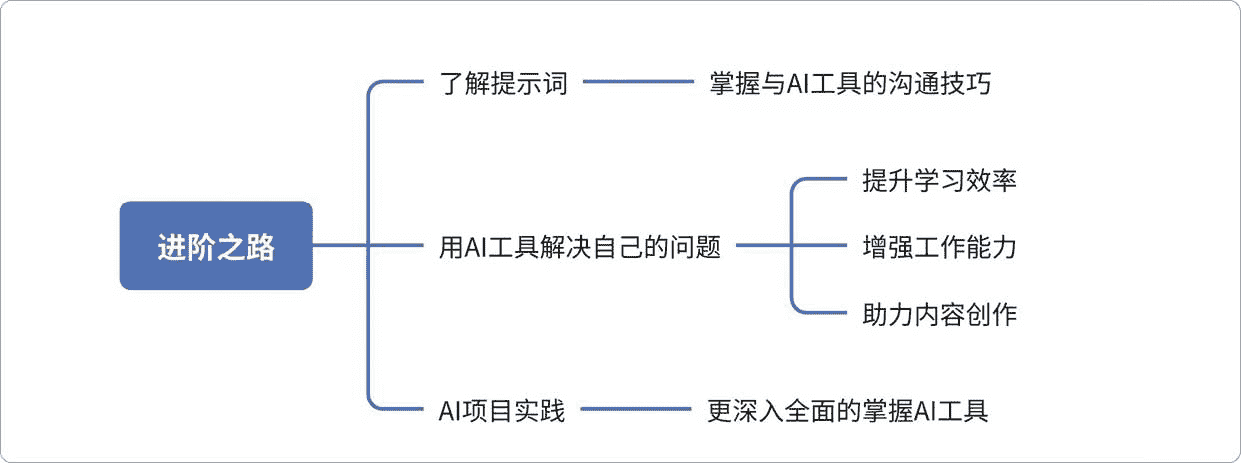 进阶之路
了解提示词
掌握与AI工具的沟通技巧
用AI工具解决自己的问题
提升学习效率
增强工作能力
助力内容创作
AI项目实践
更深入全面的掌握AI工具